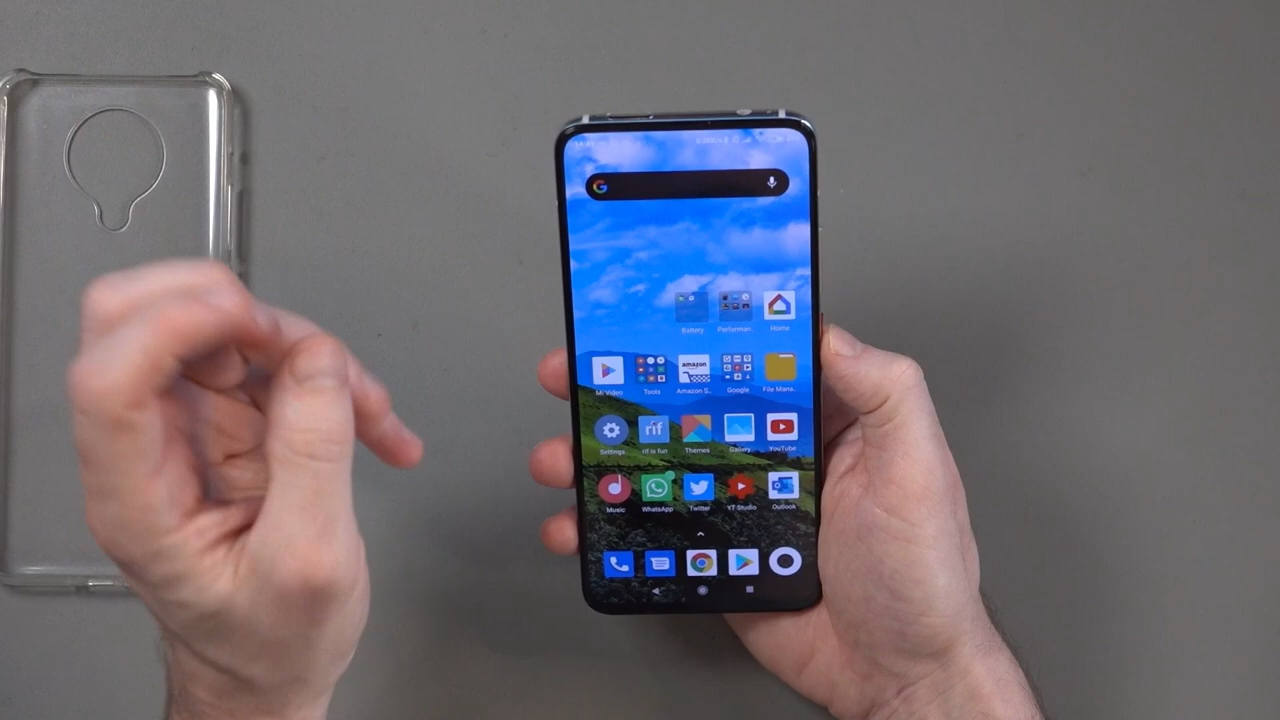 G
Battery Performan.. Home
amazon
Mi Video Tools Amazon S.. Google File Mana..
rif
Settings rif is fun Themes Gallery YouTube
Music WhatsApp Twitter YT Studio Outlook